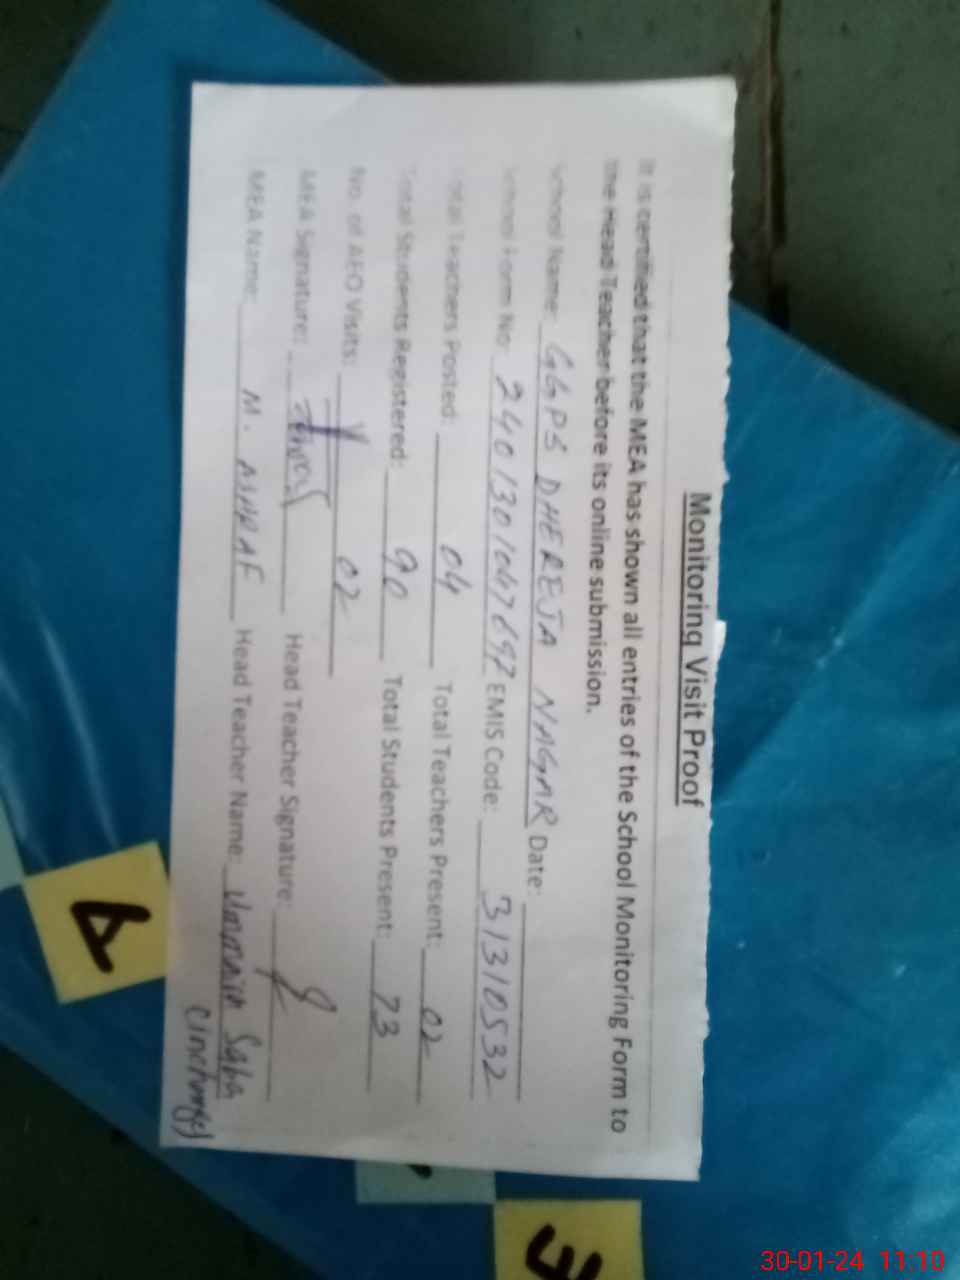 Monitoring Visit Proof
It is certified that the MEA has shown all entries of the School Monitoring Form to
the Head Teacher before its online submission.
School Name: GGPS DHEREJA NAGAR Date:
School Form No: EMIS Code: 31310532
Total Teachers Posted: 04 Total Teachers Present: 02
Total Students Registered: 90 Total Students Present: 73
No. of AEO Visits: 02
MEA Signature: Head Teacher Signature:
MEA Name: M. ASHRAF Head Teacher Name: Saba
(Incharge)
30-01-24 11:10